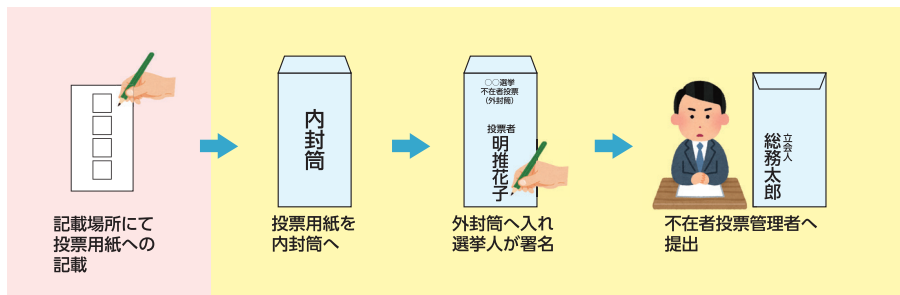 記載場所にて
投票用紙への
記載
内封筒
投票用紙を
内封筒へ
○○選挙
不在者投票
（外封筒）
投票者
明推花子
外封筒へ入れ
選挙人が署名
立会人
総務太郎
不在者投票管理者へ
提出